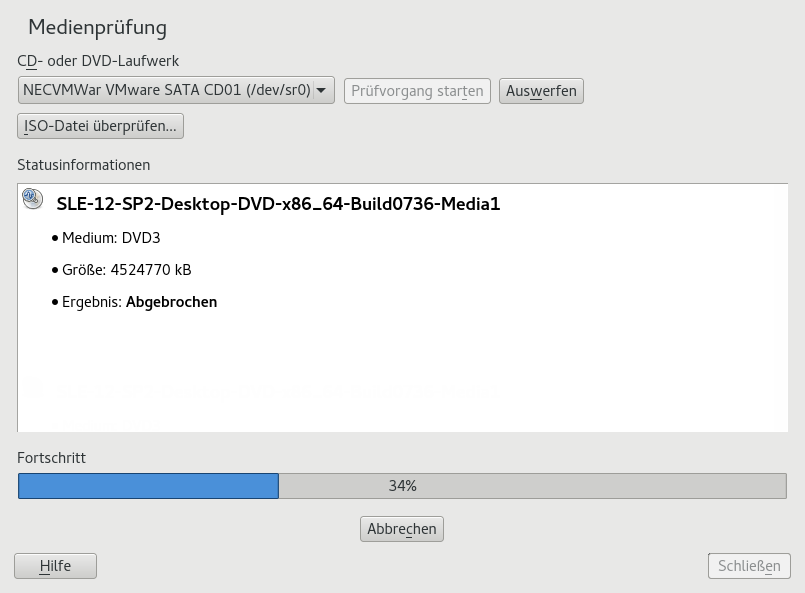 Medienprüfung
CD- oder DVD-Laufwerk
NECVMWar VMware SATA CD01 (/dev/sr0) Prüfvorgang starten Auswerfen
ISO-Datei überprüfen...
Statusinformationen
SLE-12-SP2-Desktop-DVD-x86_64-Build0736-Media1
• Medium: DVD3
• Größe: 4524770 kB
• Ergebnis: Abgebrochen
Fortschritt
34%
Abbrechen
Hilfe Schließen